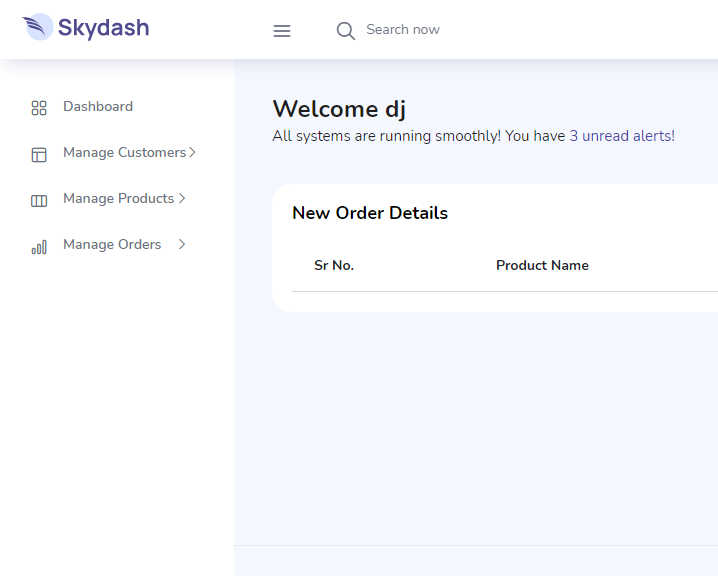 Skydash
Search now
Dashboard
Manage Customers
Manage Products
Manage Orders
Welcome dj
All systems are running smoothly! You have 3 unread alerts!
New Order Details
Sr No. Product Name